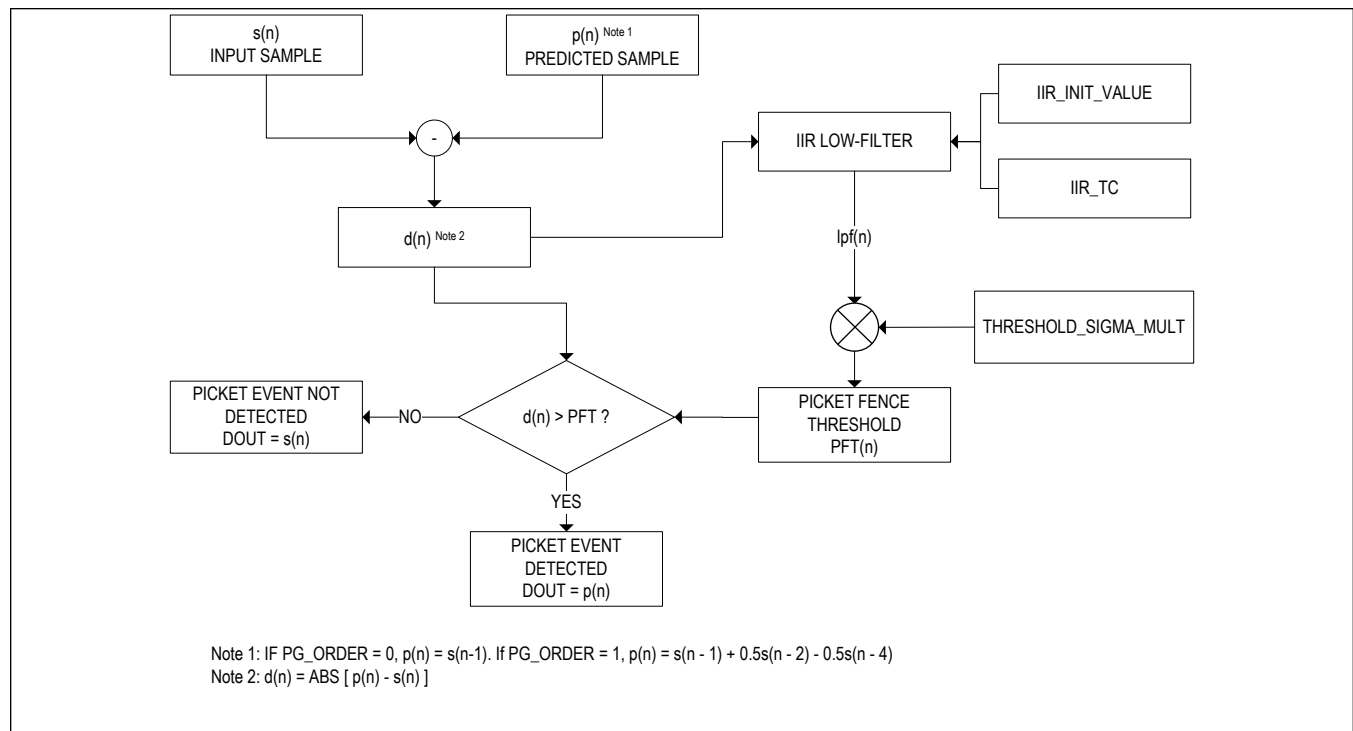 s(n)
INPUT SAMPLE
p(n) Note 1
PREDICTED SAMPLE
IIR_INIT_VALUE
-
IIR LOW-FILTER
IIR_TC
d(n) Note 2
lpf(n)
THRESHOLD_SIGMA_MULT
PICKET EVENT NOT
DETECTED
DOUT = s(n)
NO
d(n) > PFT ?
PICKET FENCE
THRESHOLD
PFT(n)
YES
PICKET EVENT
DETECTED
DOUT = p(n)
Note 1: IF PG_ORDER = 0, p(n) = s(n-1). If PG_ORDER = 1, p(n) = s(n - 1) + 0.5s(n - 2) - 0.5s(n - 4)
Note 2: d(n) = ABS [ p(n) - s(n) ]